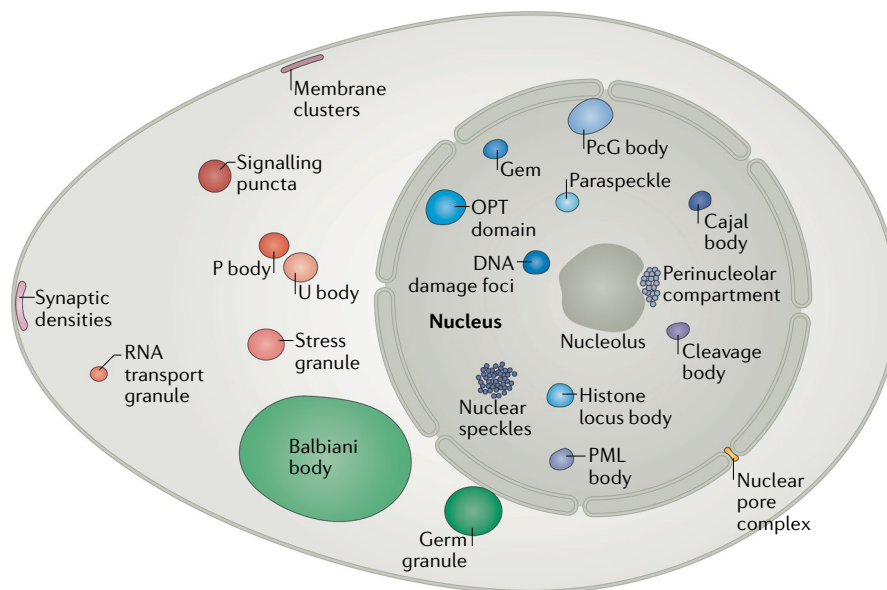 Membrane
clusters
Signalling
puncta
P body
U body
Synaptic
densities
RNA
transport
granule
Stress
granule
Balbiani
body
Germ
granule
PcG body
Gem
Paraspeckle
OPT
domain
Cajal
body
DNA
damage foci
Perinucleolar
compartment
Nucleus
Nucleolus
Cleavage
body
Nuclear
speckles
Histone
locus body
PML
body
Nuclear
pore
complex